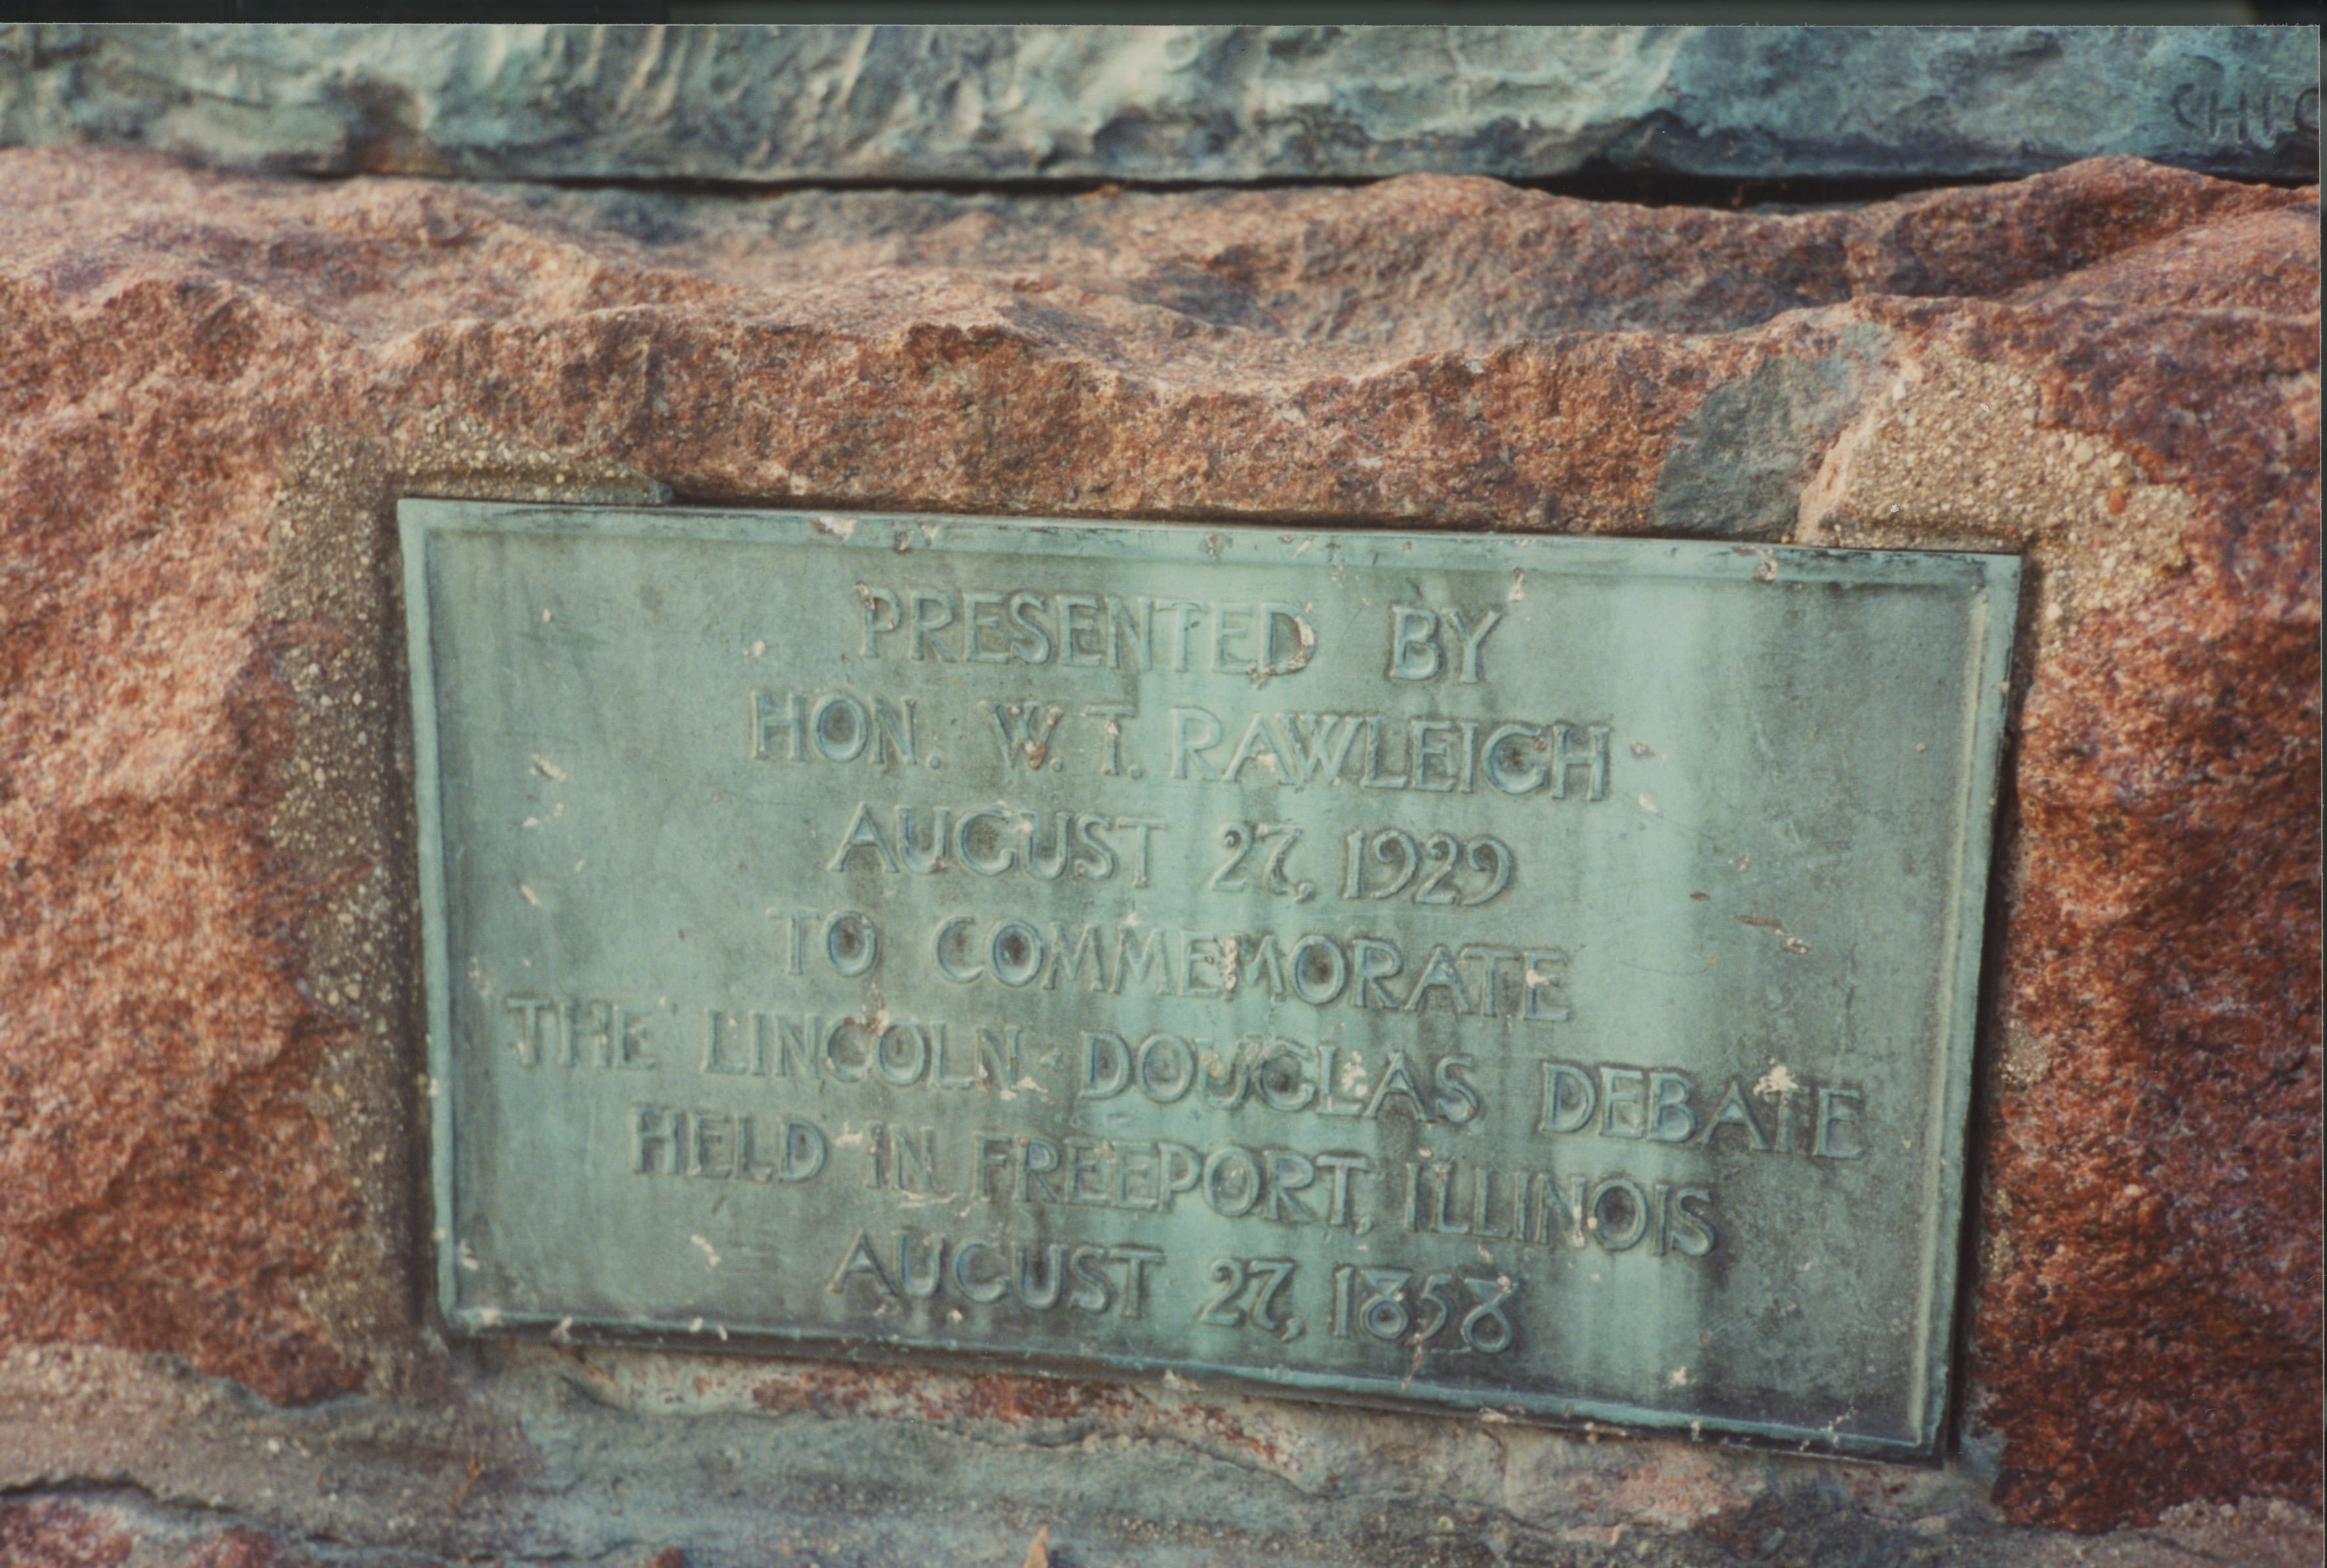 PRESENTED BY
HON. W. T. RAWLEIGH
AUGUST 27, 1929
TO COMMEMORATE
THE LINCOLN-DOUGLAS DEBATE
HELD IN FREEPORT, ILLINOIS
AUGUST 27, 1858